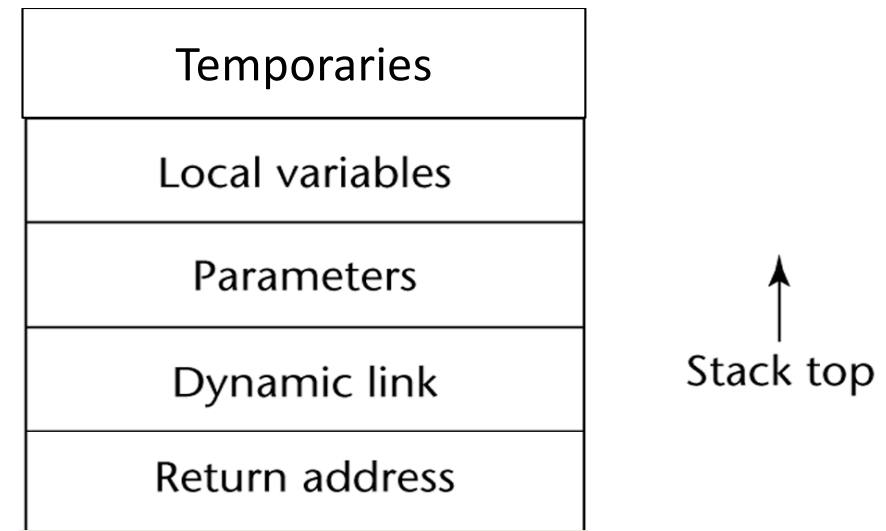 Temporaries
Local variables
Parameters
Dynamic link
Stack top
Return address